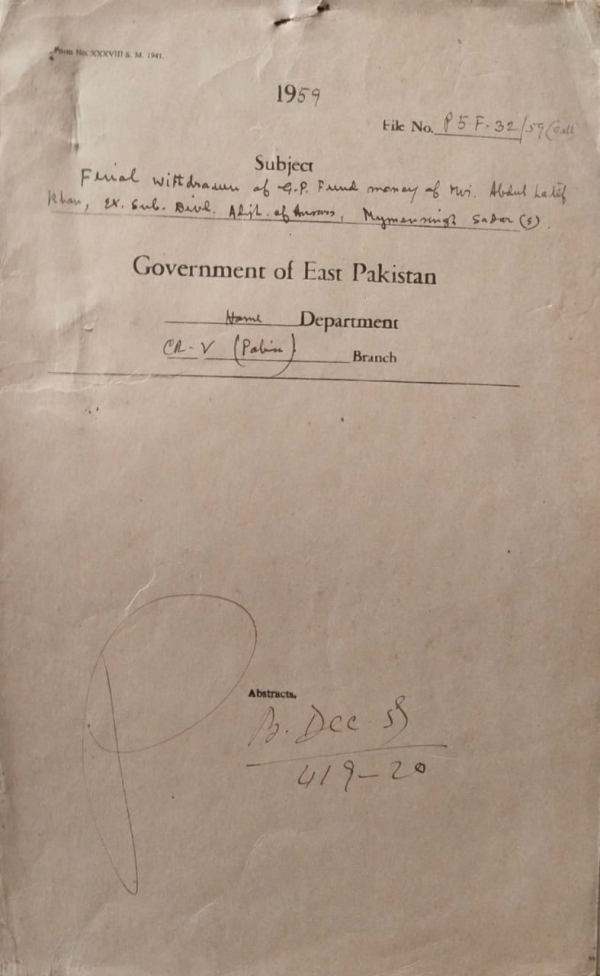 Form No. XXXVIII S. M. 1941.
1959
File No. P5F-32/59
Subject
Final withdrawn of G.P. Fund money of Mvi. Abdul Latif
Khan, Ex. Sub. Divl. Adjt. of Ansars, Mymensingh Sadar (S).
Government of East Pakistan
Home Department
CR-V (Police) Branch
P
Abstracts.
B. Dec 59
419-20